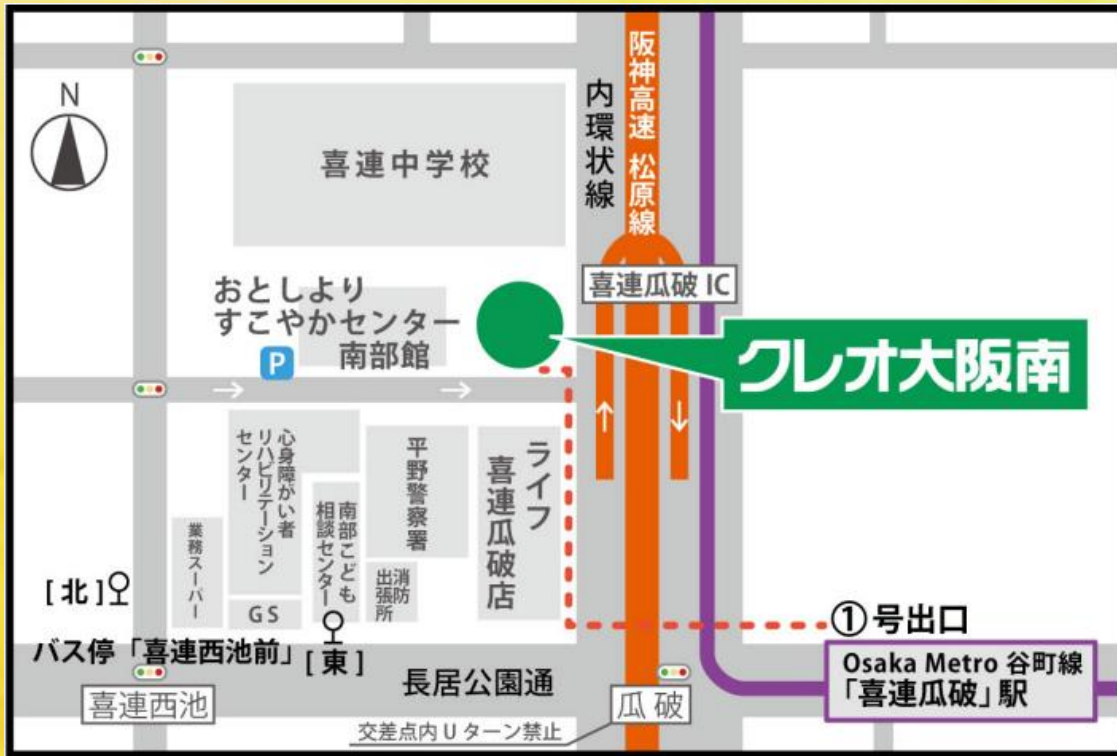 N
喜連中学校
内環状線
阪神高速 松原線
おとしより
すこやかセンター
南部館
P
喜連瓜破 IC
クレオ大阪南
心身障がい者
リハビリテーション
センター
業務スーパー
GS
南部こども
相談センター
平野警察署
消防
出張所
ライフ
喜連瓜破店
[北]
バス停「喜連西池前」
[東]
喜連西池
長居公園通
交差点内Uターン禁止
瓜破
①号出口
Osaka Metro 谷町線
「喜連瓜破」駅